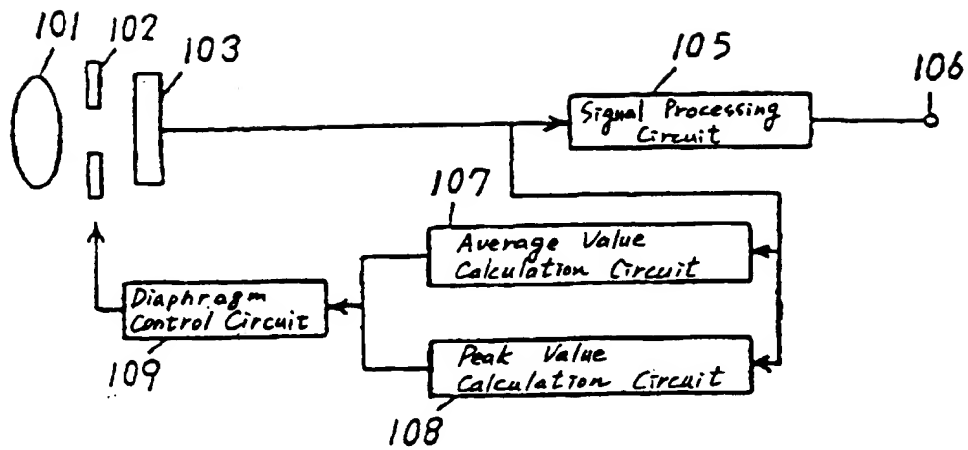 101
102
103
105
106
Signal Processing
Circuit
107
Average Value
Calculation Circuit
Diaphragm
Control Circuit
109
Peak Value
Calculation Circuit
108